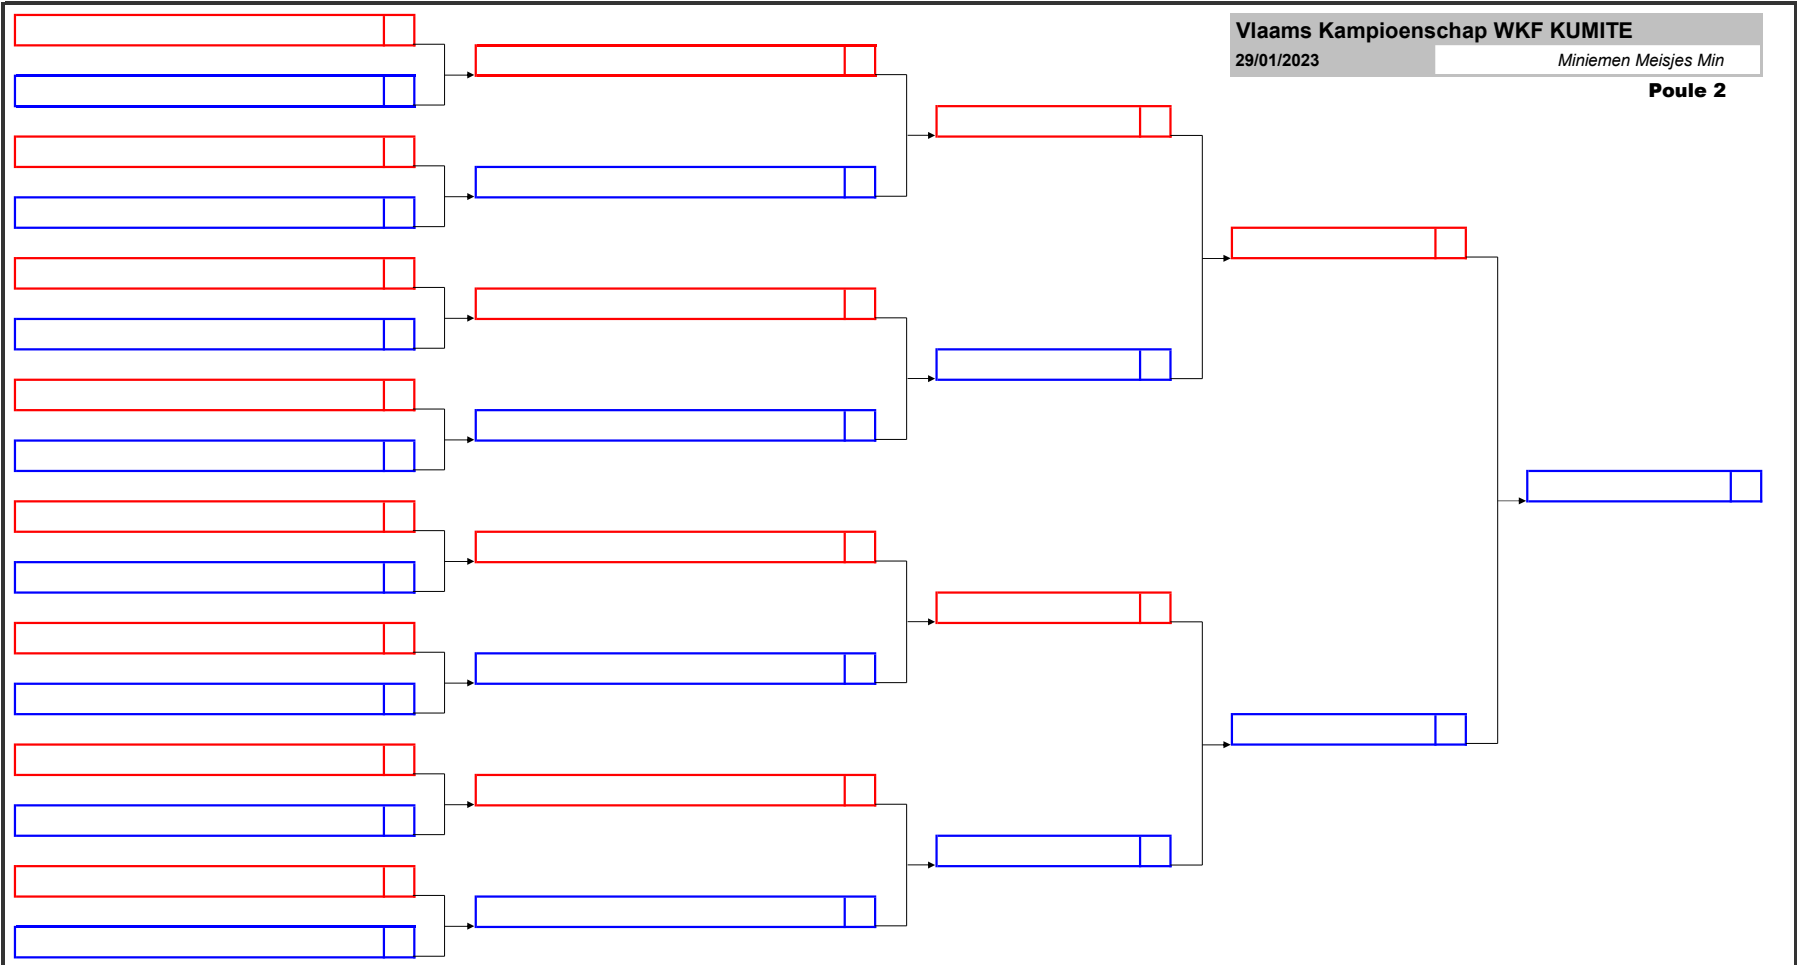 Vlaams Kampioenschap WKF KUMITE
29/01/2023 Miniemen Meisjes Min
Poule 2